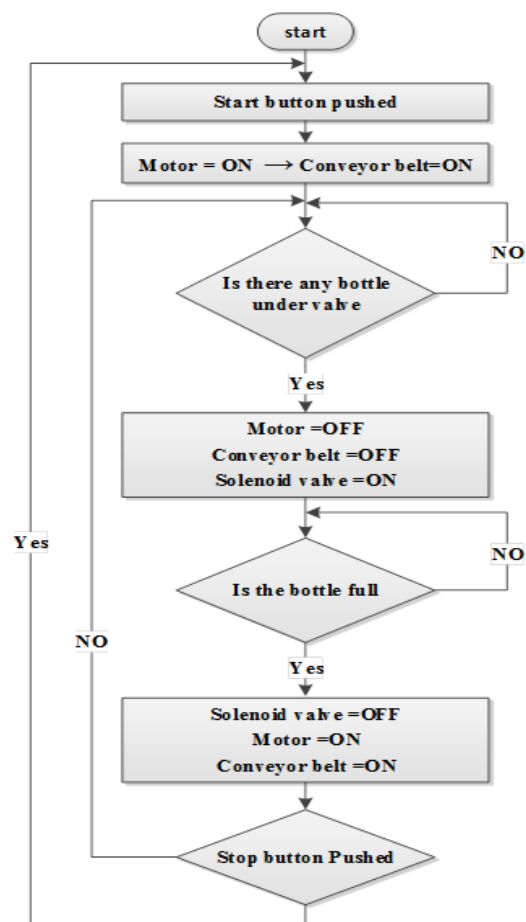 start
Start button pushed
Motor = ON → Conveyor belt=ON
Is there any bottle
under valve
NO
Yes
Motor =OFF
Conveyor belt =OFF
Solenoid valve =ON
Yes
NO
Is the bottle full
NO
Yes
Solenoid valve =OFF
Motor =ON
Conveyor belt =ON
Stop button Pushed